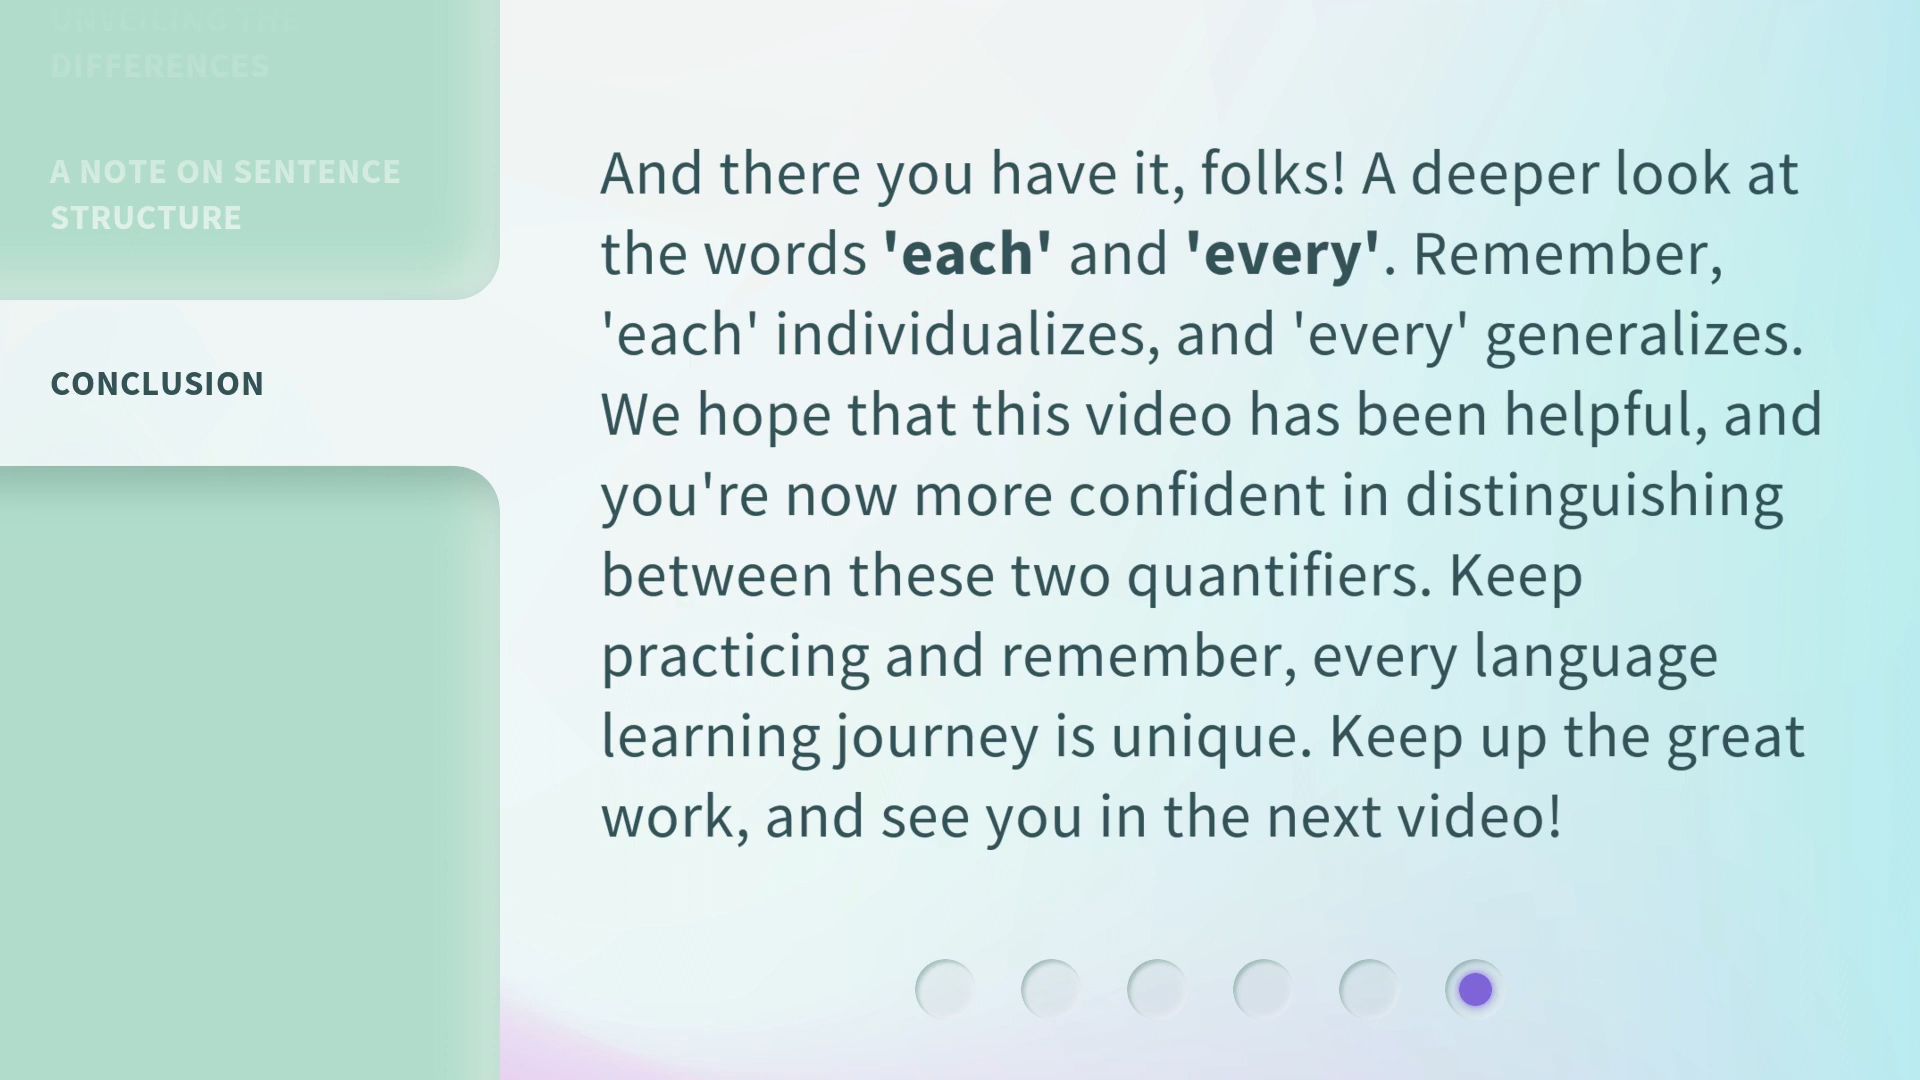 UNVEILING THE
DIFFERENCES
A NOTE ON SENTENCE
STRUCTURE
CONCLUSION
And there you have it, folks! A deeper look at
the words 'each' and 'every'. Remember,
'each' individualizes, and 'every' generalizes.
We hope that this video has been helpful, and
you're now more confident in distinguishing
between these two quantifiers. Keep
practicing and remember, every language
learning journey is unique. Keep up the great
work, and see you in the next video!